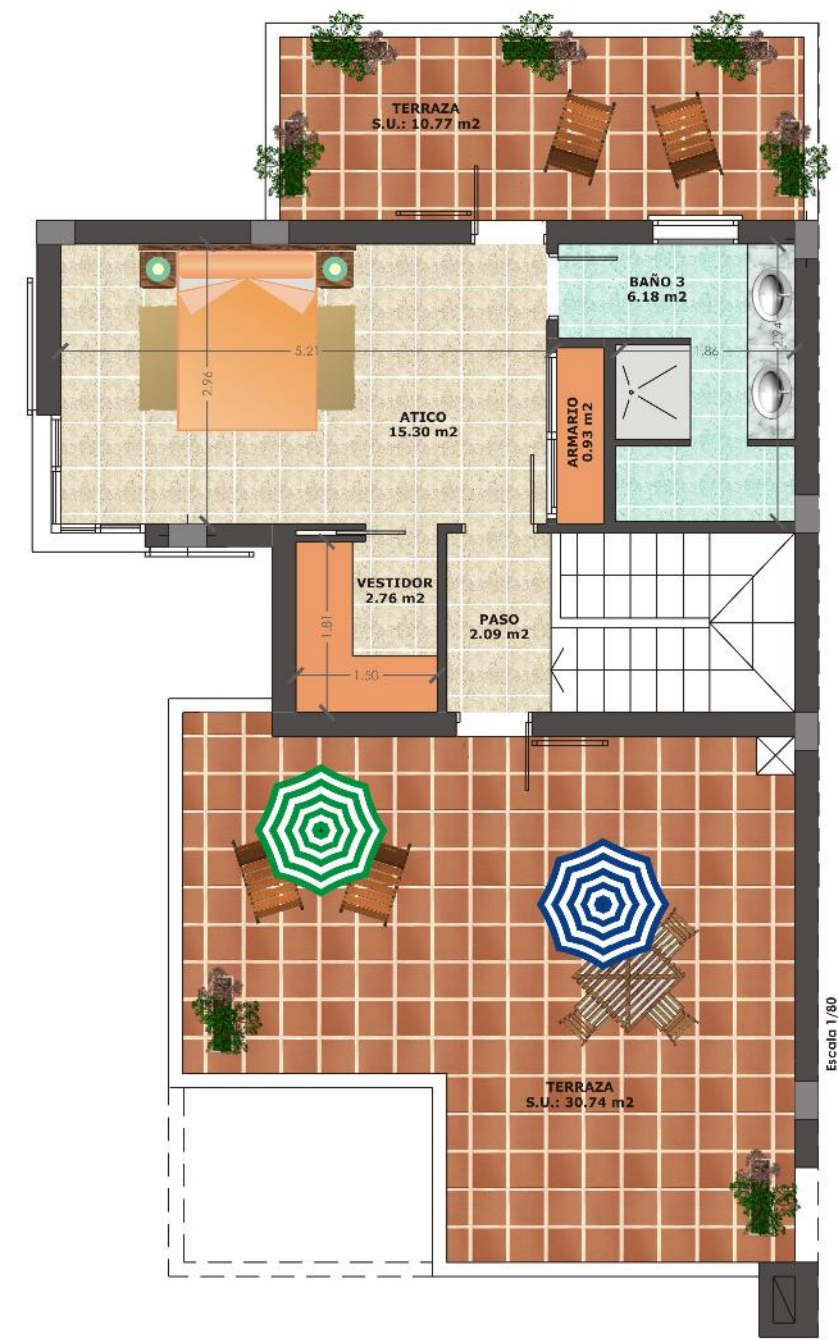 TERRAZA
S.U.: 10.77 m2
BAÑO 3
6.18 m2
2.94
5.21
1.86
2.96
ATICO
15.30 m2
ARMARIO
0.93 m2
VESTIDOR
2.76 m2
PASO
2.09 m2
1.81
1.50
TERRAZA
S.U.: 30.74 m2
Escala 1/80